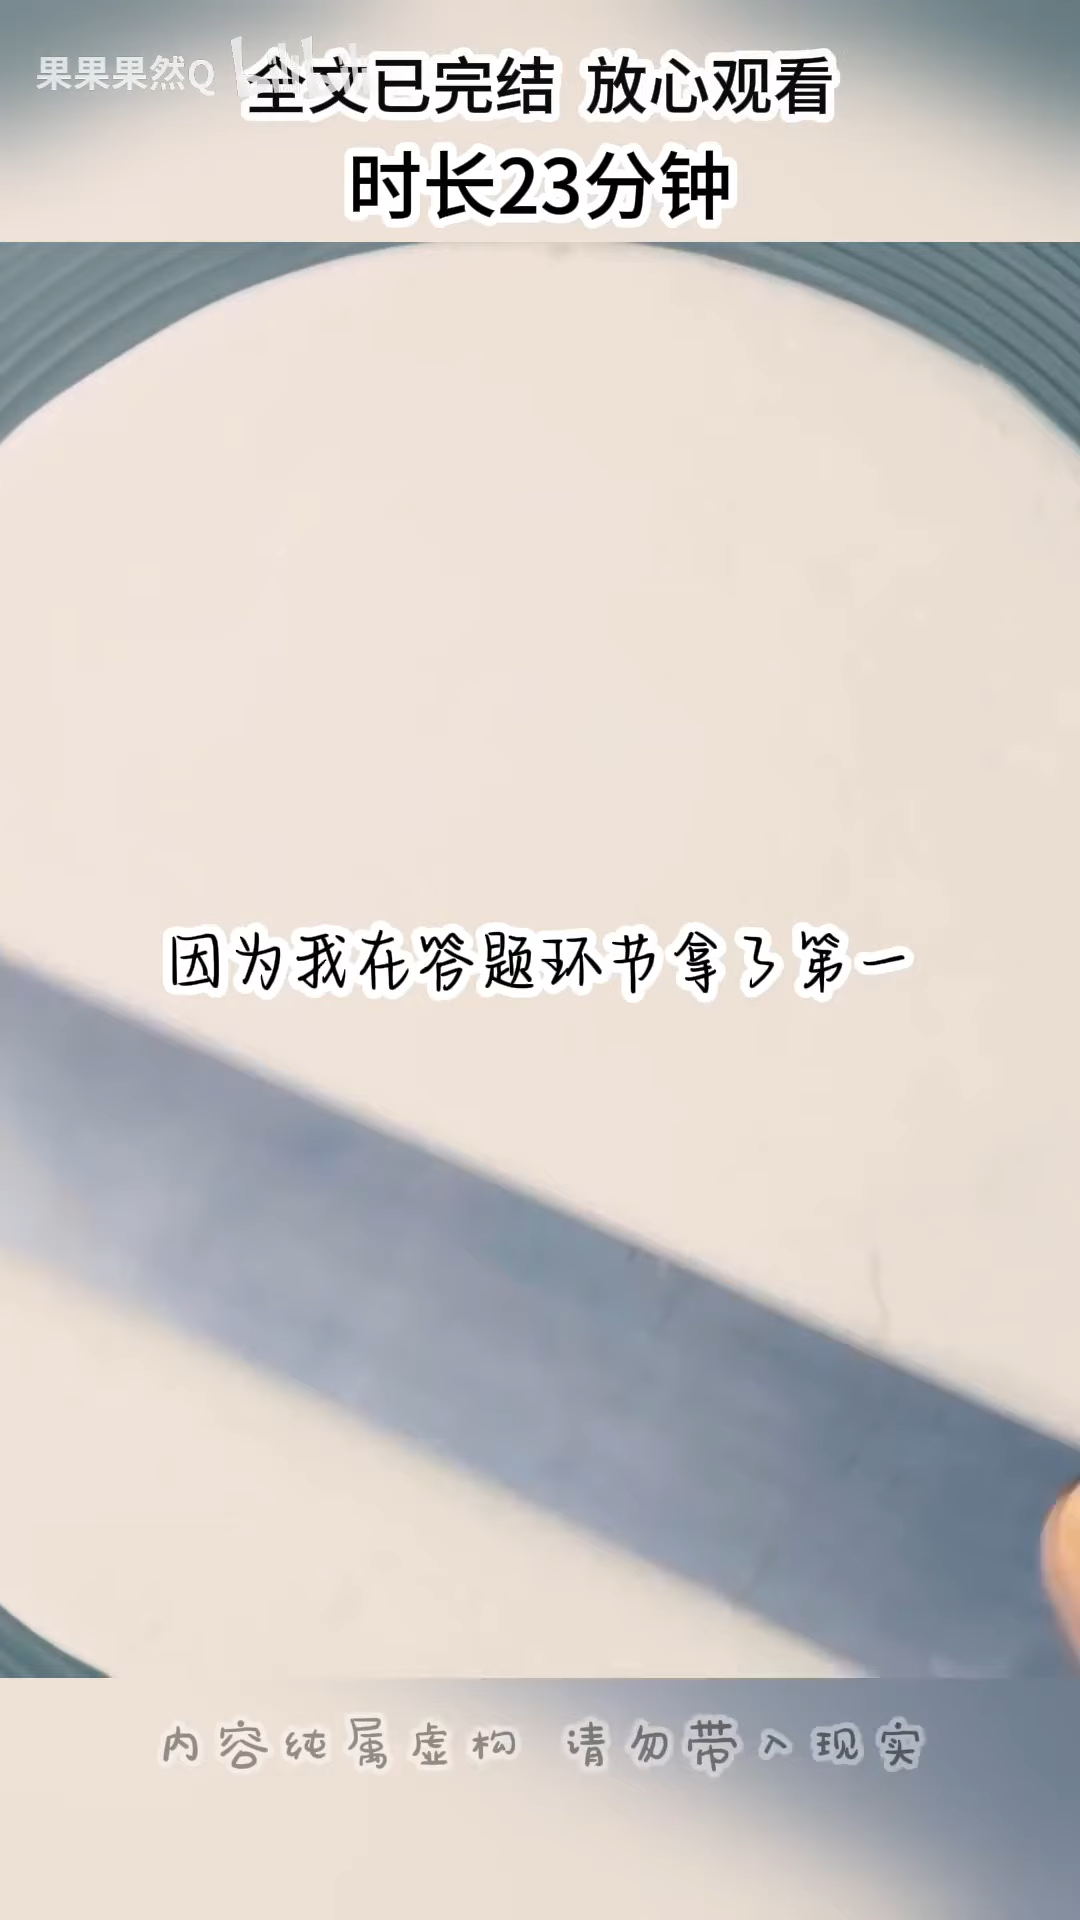 果果果然Q
全文已完结 放心观看
时长23分钟
因为我在答题环节拿了第一
内容纯属虚构 请勿带入现实